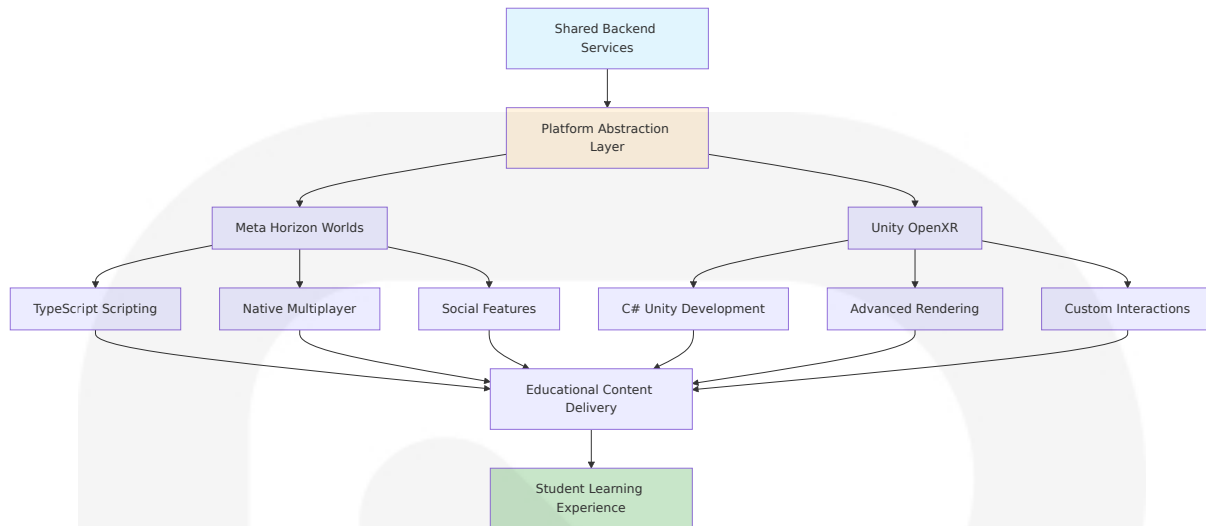 Shared Backend
Services
Platform Abstraction
Layer
Meta Horizon Worlds
Unity OpenXR
TypeScript Scripting
Native Multiplayer
Social Features
C# Unity Development
Advanced Rendering
Custom Interactions
Educational Content
Delivery
Student Learning
Experience